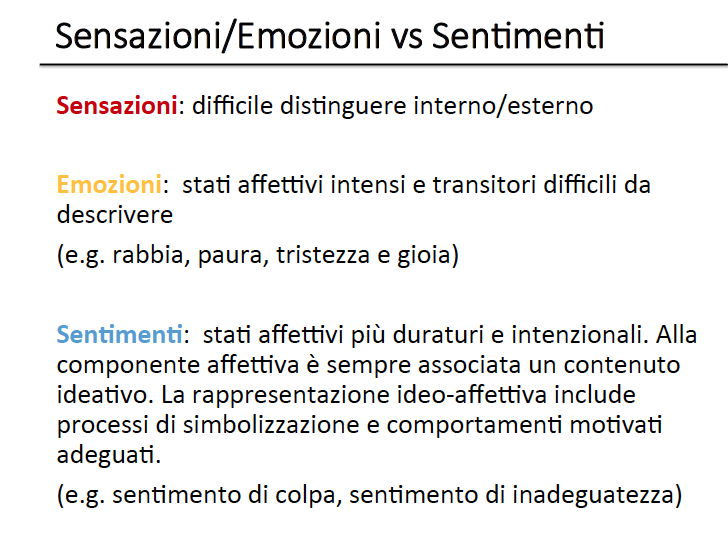 Sensazioni/Emozioni vs Sentimenti
Sensazioni: difficile distinguere interno/esterno
Emozioni:  stati affettivi intensi e transitori difficili da
descrivere
(e.g. rabbia, paura, tristezza e gioia)
Sentimenti:  stati affettivi più duraturi e intenzionali. Alla
componente affettiva è sempre associata un contenuto
ideativo. La rappresentazione ideo-affettiva include
processi di simbolizzazione e comportamenti motivati
adeguati.
(e.g. sentimento di colpa, sentimento di inadeguatezza)